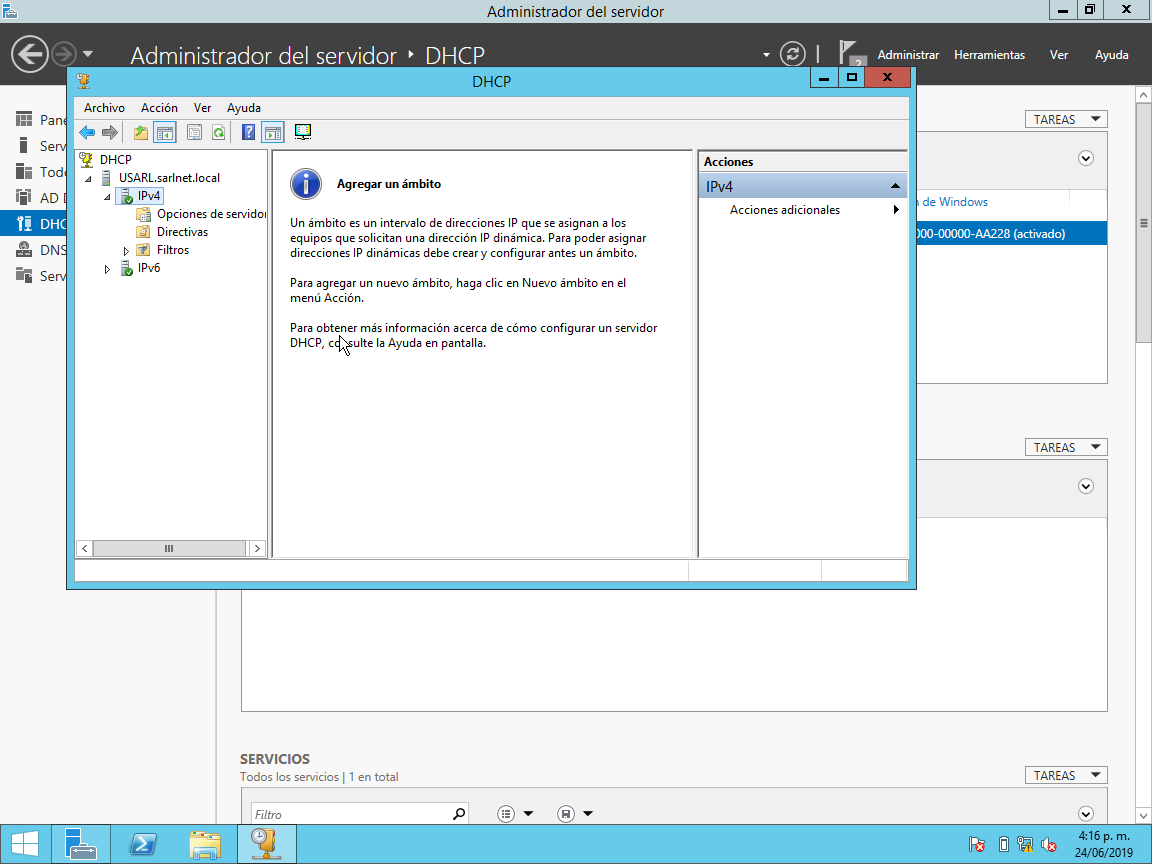 Administrador del servidor
Administrador del servidor DHCP
2
Administrar Herramientas Ver Ayuda
DHCP
Archivo Acción Ver Ayuda
DHCP
USARL.sarlnet.local
IPv4
Opciones de servidor
Directivas
Filtros
IPv6
Agregar un ámbito
Un ámbito es un intervalo de direcciones IP que se asignan a los
equipos que solicitan una dirección IP dinámica. Para poder asignar
direcciones IP dinámicas debe crear y configurar antes un ámbito.
Para agregar un nuevo ámbito, haga clic en Nuevo ámbito en el
menú Acción.
Para obtener más información acerca de cómo configurar un servidor
DHCP, consulte la Ayuda en pantalla.
Acciones
IPv4
Acciones adicionales
AD
DHC
DNS
TAREAS
de Windows
000-00000-AA228 (activado)
TAREAS
SERVICIOS
Todos los servicios | 1 en total
TAREAS
Filtro
4:16 p. m.
24/06/2019